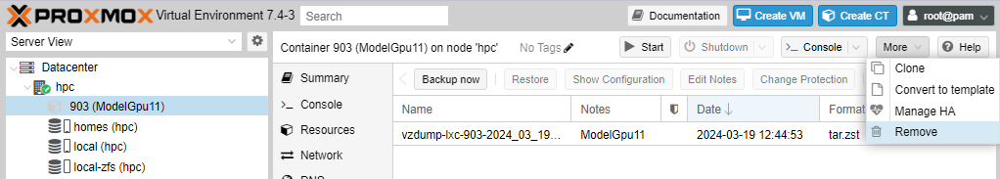 PROXMOX Virtual Environment 7.4-3 Search Documentation Create VM Create CT root@pam
Server View
Container 903 (ModelGpu11) on node 'hpc' No Tags Start Shutdown Console More Help
Datacenter
hpc
903 (ModelGpu11)
homes (hpc)
local (hpc)
local-zfs (hpc)
Summary
Console
Resources
Network
DNS
Backup now Restore Show Configuration Edit Notes Change Protection
Name Notes Date Format
vzdump-lxc-903-2024_03_19... ModelGpu11 2024-03-19 12:44:53 tar.zst
Clone
Convert to template
Manage HA
Remove